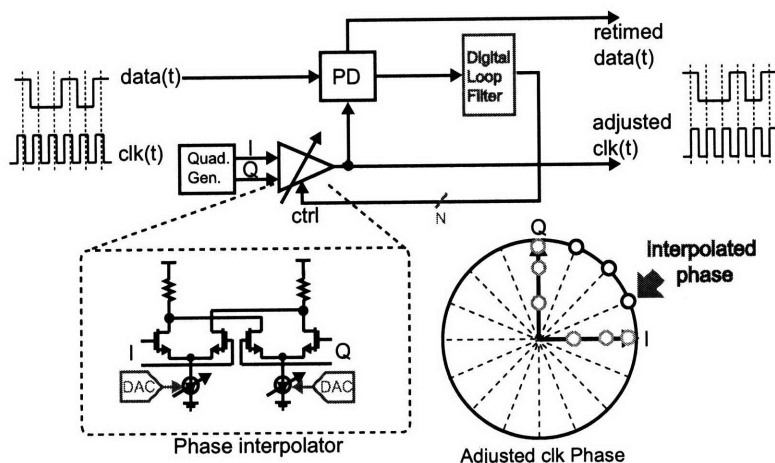 retimed
data(t)
Digital
Loop
Filter
PD
data(t)
adjusted
clk(t)
clk(t)
Quad.
Gen.
I
Q
ctrl
N
Q
Interpolated
phase
I
I
Q
DAC
DAC
Phase interpolator
Adjusted clk Phase